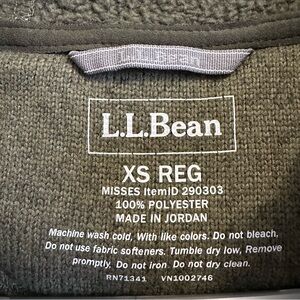 L.L.Bean
L.L.Bean
XS REG
MISSES ItemID 290303
100% POLYESTER
MADE IN JORDAN
Machine wash cold, With like colors. Do not bleach.
Do not use fabric softeners. Tumble dry low, Remove
promptly, Do not iron. Do not dry clean.
RN71341 VN1002746